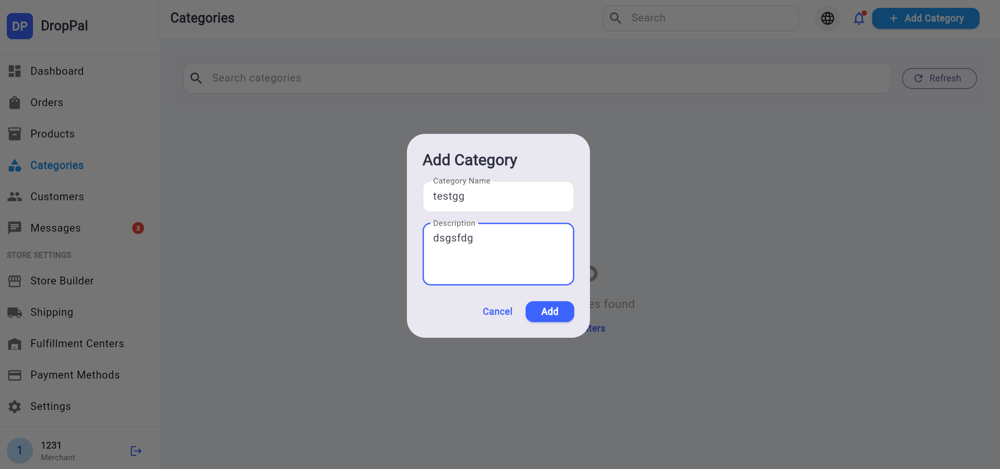 DP DropPal
Categories
Search
Add Category
Dashboard
Orders
Products
Categories
Customers
Messages 3
STORE SETTINGS
Store Builder
Shipping
Fulfillment Centers
Payment Methods
Settings
1 1231
Merchant
Search categories
Refresh
Add Category
Category Name
testgg
Description
dsgsfdg
Cancel Add
found